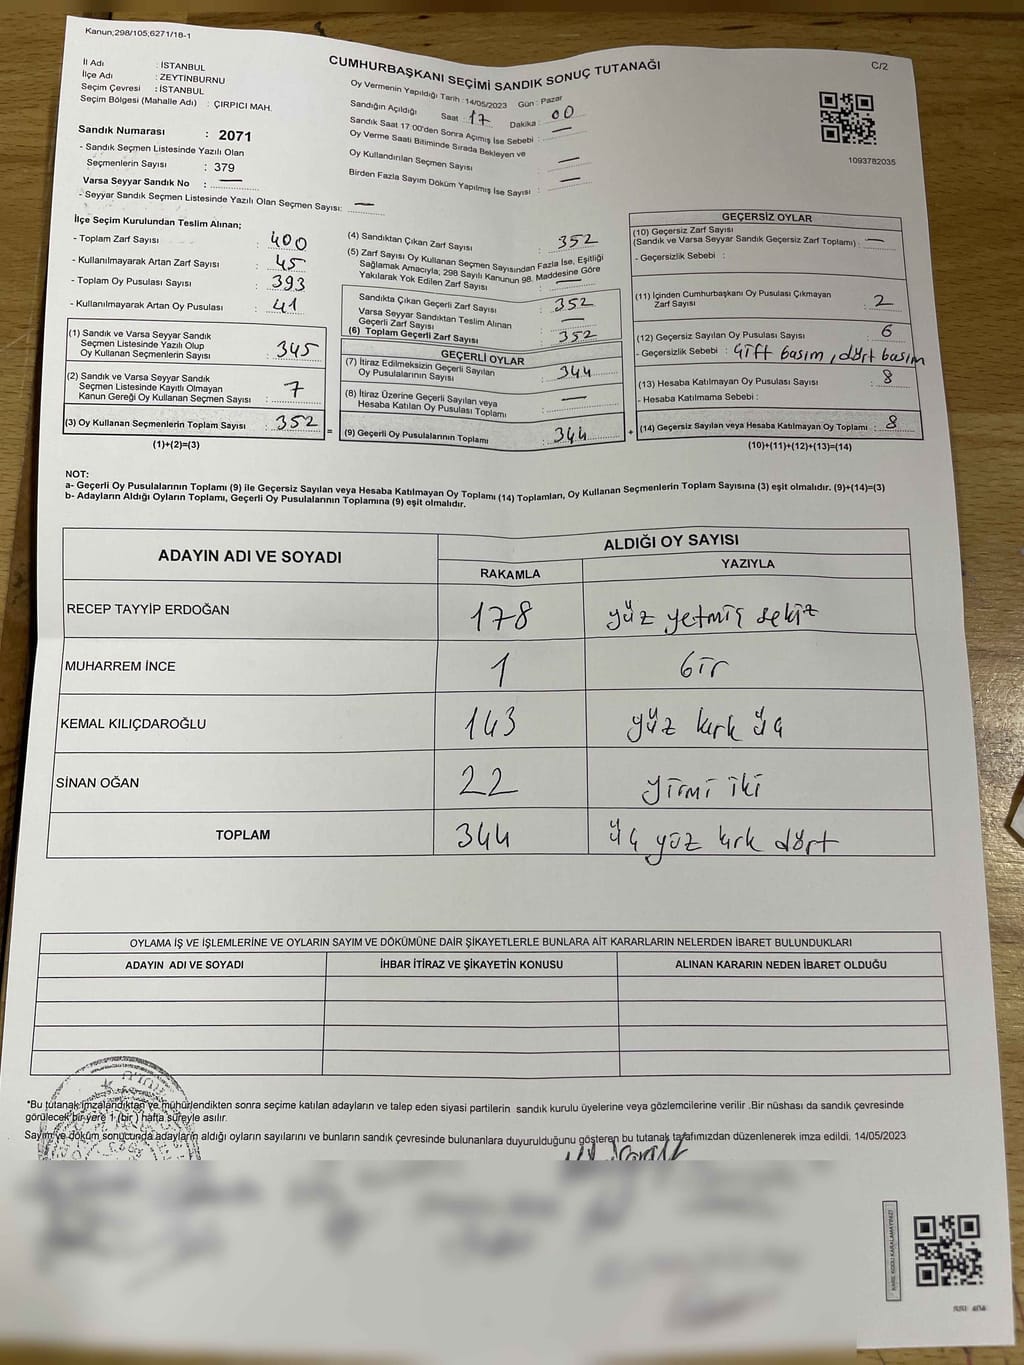 Kanun;298/105,6271/18-1
CUMHURBAŞKANI SEÇİMİ SANDIK SONUÇ TUTANAĞI
C/2
İl Adı : İSTANBUL
İlçe Adı : ZEYTİNBURNU
Seçim Çevresi : İSTANBUL
Seçim Bölgesi (Mahalle Adı) : ÇIRPICI MAH.
Oy Vermenin Yapıldığı Tarih : 14/05/2023 Gün : Pazar
Sandığın Açıldığı Saat : 17 Dakika : 00
Sandık Saat 17:00'den Sonra Açılmış İse Sebebi : —
Oy Verme Saati Bitiminde Sırada Bekleyen ve
Oy Kullandırılan Seçmen Sayısı : —
Birden Fazla Sayım Döküm Yapılmış İse Sayısı : —
1093782035
Sandık Numarası : 2071
- Sandık Seçmen Listesinde Yazılı Olan
Seçmenlerin Sayısı : 379
Varsa Seyyar Sandık No : —
- Seyyar Sandık Seçmen Listesinde Yazılı Olan Seçmen Sayısı: —
İlçe Seçim Kurulundan Teslim Alınan;
- Toplam Zarf Sayısı : 400
- Kullanılmayarak Artan Zarf Sayısı : 45
- Toplam Oy Pusulası Sayısı : 393
- Kullanılmayarak Artan Oy Pusulası : 41
(1) Sandık ve Varsa Seyyar Sandık
Seçmen Listesinde Yazılı Olup
Oy Kullanan Seçmenlerin Sayısı : 345
(2) Sandık ve Varsa Seyyar Sandık
Seçmen Listesinde Kayıtlı Olmayan
Kanun Gereği Oy Kullanan Seçmen Sayısı : 7
(3) Oy Kullanan Seçmenlerin Toplam Sayısı : 352 =
(1)+(2)=(3)
(4) Sandıktan Çıkan Zarf Sayısı : 352
(5) Zarf Sayısı Oy Kullanan Seçmen Sayısından Fazla İse, Eşitliği
Sağlamak Amacıyla; 298 Sayılı Kanunun 98. Maddesine Göre
Yakılarak Yok Edilen Zarf Sayısı : —
Sandıkta Çıkan Geçerli Zarf Sayısı : 352
Varsa Seyyar Sandıktan Teslim Alınan
Geçerli Zarf Sayısı : —
(6) Toplam Geçerli Zarf Sayısı : 352
GEÇERLİ OYLAR
(7) İtiraz Edilmeksizin Geçerli Sayılan
Oy Pusulalarının Sayısı : 344
(8) İtiraz Üzerine Geçerli Sayılan veya
Hesaba Katılan Oy Pusulası Toplamı : —
(9) Geçerli Oy Pusulalarının Toplamı : 344 +
GEÇERSİZ OYLAR
(10) Geçersiz Zarf Sayısı
(Sandık ve Varsa Seyyar Sandık Geçersiz Zarf Toplamı) : —
- Geçersizlik Sebebi :
(11) İçinden Cumhurbaşkanı Oy Pusulası Çıkmayan
Zarf Sayısı : 2
(12) Geçersiz Sayılan Oy Pusulası Sayısı : 6
- Geçersizlik Sebebi : Çift basım, dört basım
(13) Hesaba Katılmayan Oy Pusulası Sayısı : 8
- Hesaba Katılmama Sebebi :
(14) Geçersiz Sayılan veya Hesaba Katılmayan Oy Toplamı : 8
(10)+(11)+(12)+(13)=(14)
NOT:
a- Geçerli Oy Pusulalarının Toplamı (9) ile Geçersiz Sayılan veya Hesaba Katılmayan Oy Toplamı (14) Toplamları, Oy Kullanan Seçmenlerin Toplam Sayısına (3) eşit olmalıdır. (9)+(14)=(3)
b- Adayların Aldığı Oyların Toplamı, Geçerli Oy Pusulalarının Toplamına (9) eşit olmalıdır.
ADAYIN ADI VE SOYADI
ALDIĞI OY SAYISI
RAKAMLA YAZIYLA
RECEP TAYYİP ERDOĞAN 178 yüz yetmiş sekiz
MUHARREM İNCE 1 bir
KEMAL KILIÇDAROĞLU 143 yüz kırk üç
SİNAN OĞAN 22 yirmi iki
TOPLAM 344 üç yüz kırk dört
OYLAMA İŞ VE İŞLEMLERİNE VE OYLARIN SAYIM VE DÖKÜMÜNE DAİR ŞİKAYETLERLE BUNLARA AİT KARARLARIN NELERDEN İBARET BULUNDUKLARI
ADAYIN ADI VE SOYADI İHBAR İTİRAZ VE ŞİKAYETİN KONUSU ALINAN KARARIN NEDEN İBARET OLDUĞU
*Bu tutanak imzalandıktan ve mühürlendikten sonra seçime katılan adayların ve talep eden siyasi partilerin sandık kurulu üyelerine veya gözlemcilerine verilir .Bir nüshası da sandık çevresinde
görülecek bir yere 1 (bir ) hafta süreyle asılır.
Sayım ve döküm sonucunda adayların aldığı oyların sayılarını ve bunların sandık çevresinde bulunanlara duyurulduğunu gösteren bu tutanak tarafımızdan düzenlenerek imza edildi. 14/05/2023